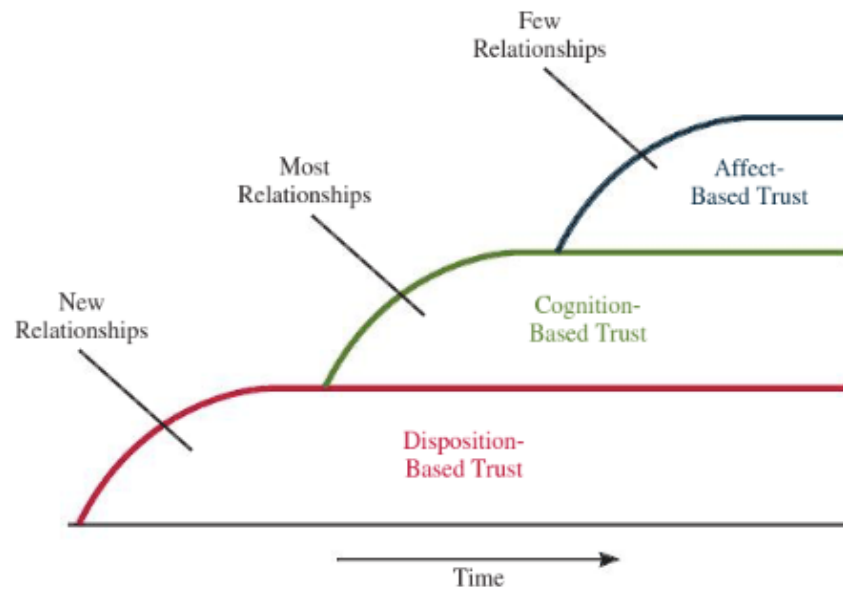 Few
Relationships
Most
Relationships
Affect-
Based Trust
New
Relationships
Cognition-
Based Trust
Disposition-
Based Trust
Time